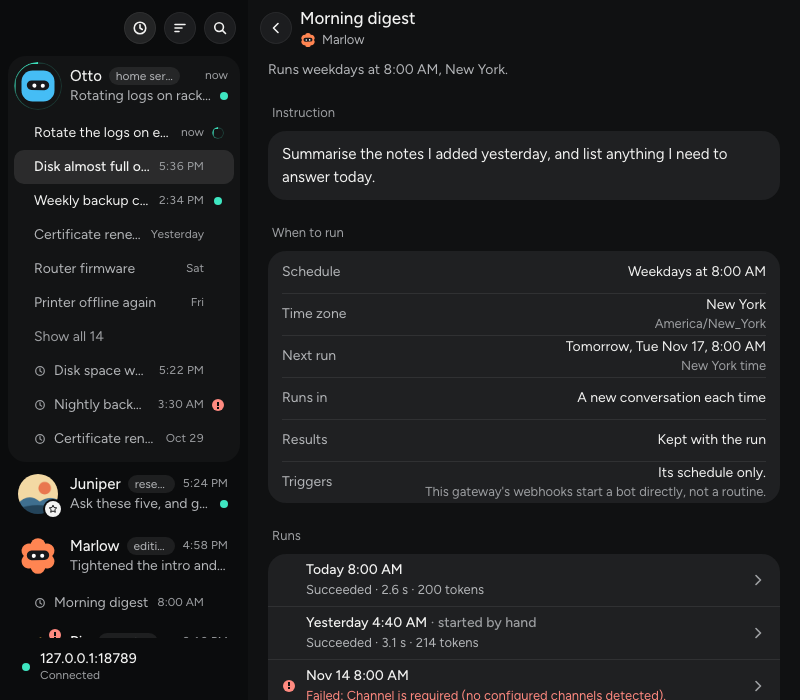 Otto home ser... now
Rotating logs on rack...
Rotate the logs on e... now
Disk almost full o... 5:36 PM
Weekly backup c... 2:34 PM
Certificate rene... Yesterday
Router firmware Sat
Printer offline again Fri
Show all 14
Disk space w... 5:22 PM
Nightly back... 3:30 AM
Certificate ren... Oct 29
Juniper rese... 5:24 PM
Ask these five, and g...
Marlow editi... 4:58 PM
Tightened the intro and...
Morning digest 8:00 AM
127.0.0.1:18789
Connected
Morning digest
Marlow
Runs weekdays at 8:00 AM, New York.
Instruction
Summarise the notes I added yesterday, and list anything I need to
answer today.
When to run
Schedule Weekdays at 8:00 AM
Time zone New York
America/New_York
Next run Tomorrow, Tue Nov 17, 8:00 AM
New York time
Runs in A new conversation each time
Results Kept with the run
Triggers Its schedule only.
This gateway's webhooks start a bot directly, not a routine.
Runs
Today 8:00 AM
Succeeded · 2.6 s · 200 tokens
Yesterday 4:40 AM · started by hand
Succeeded · 3.1 s · 214 tokens
Nov 14 8:00 AM
Failed: Channel is required (no configured channels detected).